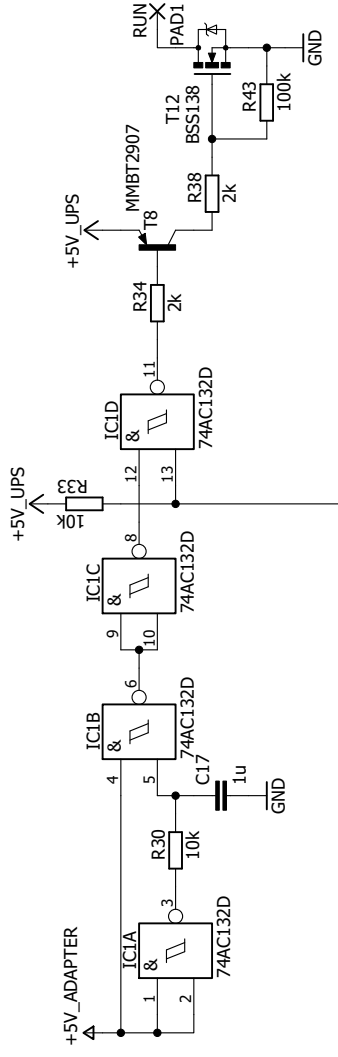 +5V_ADAPTER
1
2
IC1A
&
3
74AC132D
R30
10k
C17
1u
GND
4
5
IC1B
&
6
74AC132D
9
10
IC1C
&
8
74AC132D
+5V_UPS
R33
10k
12
13
IC1D
&
11
74AC132D
R34
2k
+5V_UPS
MMBT2907
T8
R38
2k
T12
BSS138
R43
100k
RUN
PAD1
GND